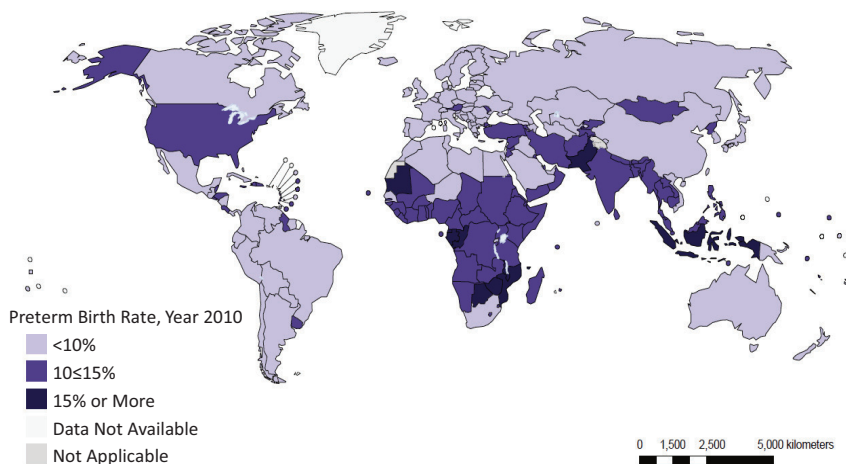 Preterm Birth Rate, Year 2010
<10%
10≤15%
15% or More
Data Not Available
Not Applicable
0 1,500 2,500 5,000 kilometers